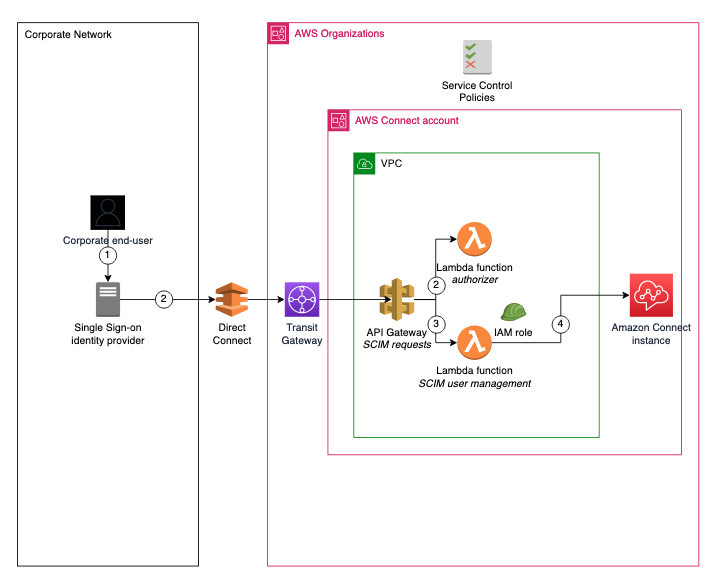 Corporate Network
AWS Organizations
Service Control
Policies
AWS Connect account
VPC
Corporate end-user
1
2
Single Sign-on
identity provider
Direct
Connect
Transit
Gateway
API Gateway
SCIM requests
2
3
Lambda function
authorizer
IAM role
Lambda function
SCIM user management
4
Amazon Connect
instance